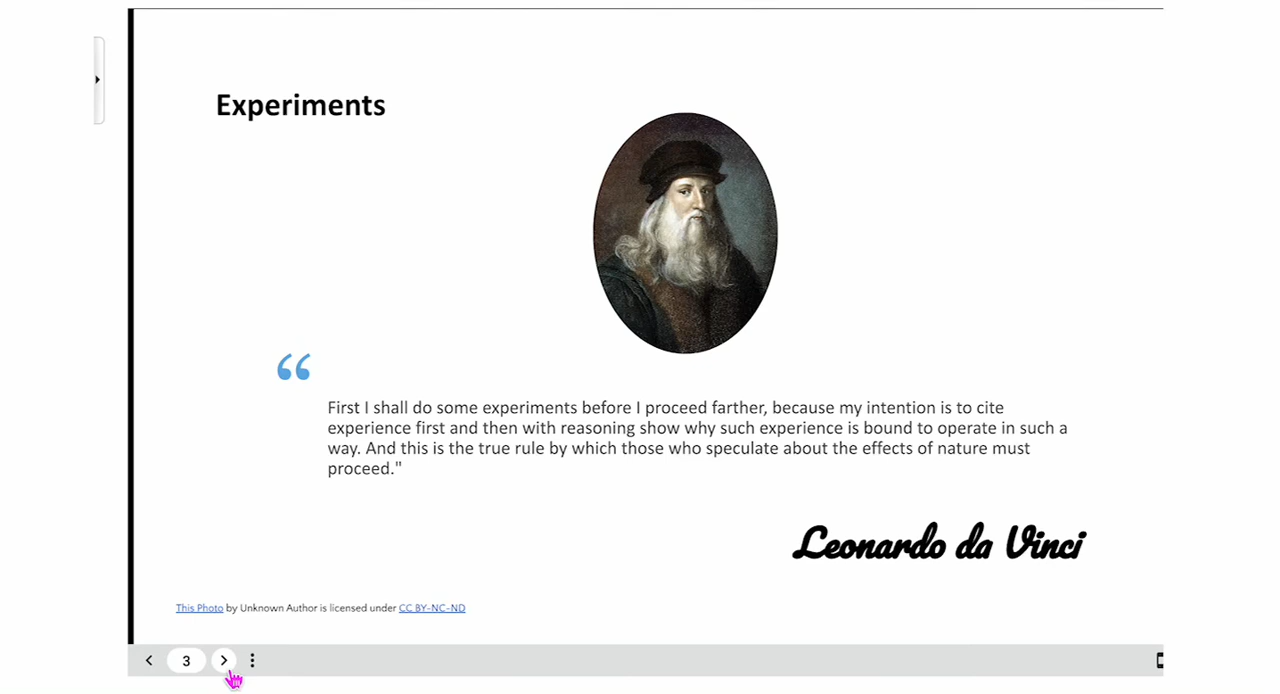 Experiments
“
First I shall do some experiments before I proceed farther, because my intention is to cite
experience first and then with reasoning show why such experience is bound to operate in such a
way. And this is the true rule by which those who speculate about the effects of nature must
proceed."
Leonardo da Vinci
This Photo by Unknown Author is licensed under CC BY-NC-ND
3